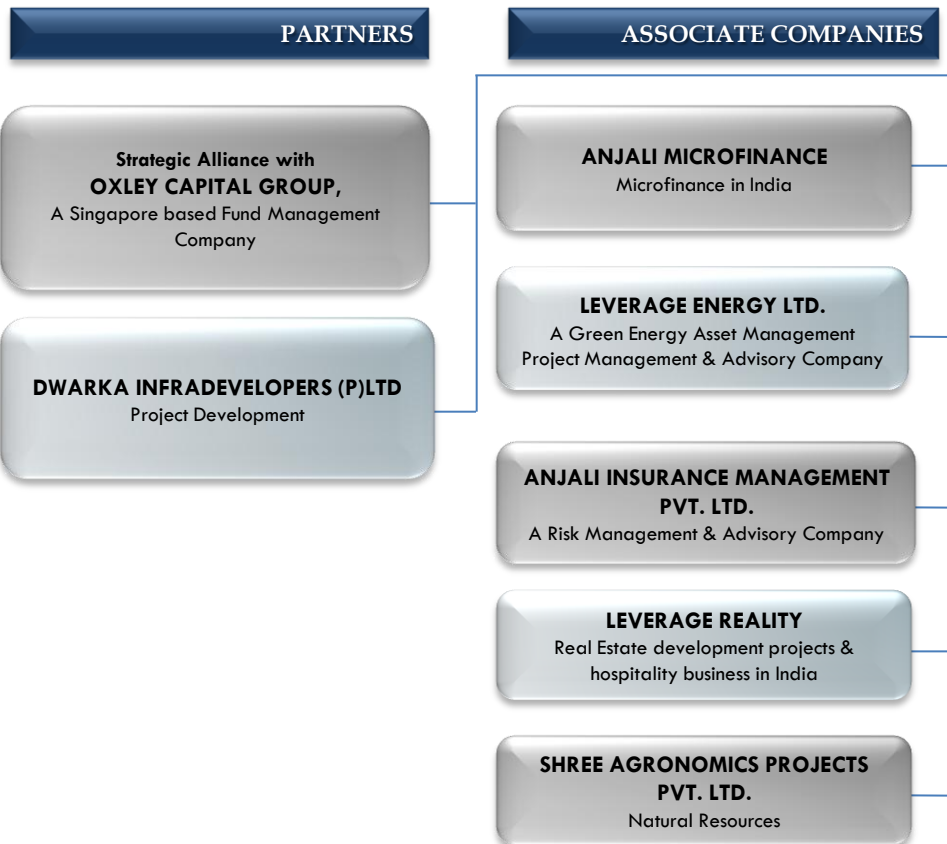 PARTNERS
Strategic Alliance with
OXLEY CAPITAL GROUP,
A Singapore based Fund Management
Company
DWARKA INFRADEVELOPERS (P)LTD
Project Development
ASSOCIATE COMPANIES
ANJALI MICROFINANCE
Microfinance in India
LEVERAGE ENERGY LTD.
A Green Energy Asset Management
Project Management & Advisory Company
ANJALI INSURANCE MANAGEMENT
PVT. LTD.
A Risk Management & Advisory Company
LEVERAGE REALITY
Real Estate development projects &
hospitality business in India
SHREE AGRONOMICS PROJECTS
PVT. LTD.
Natural Resources